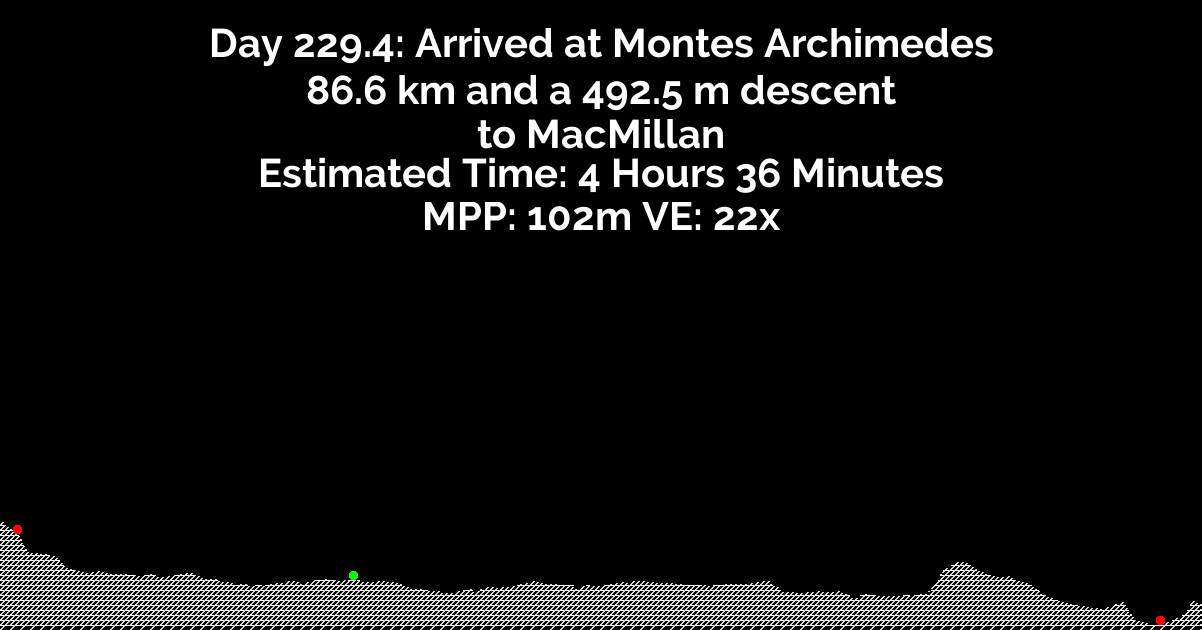 Day 229.4: Arrived at Montes Archimedes
86.6 km and a 492.5 m descent
to MacMillan
Estimated Time: 4 Hours 36 Minutes
MPP: 102m VE: 22x